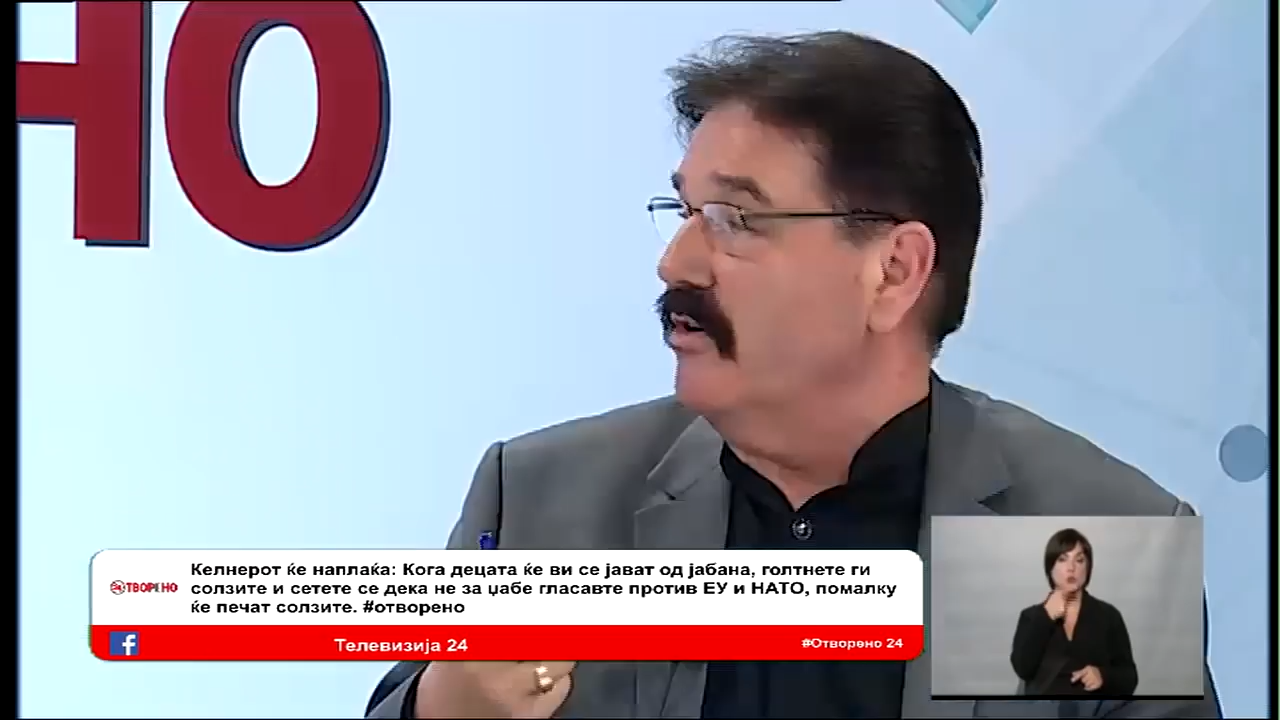 НО
Келнерот ќе наплаќа: Кога децата ќе ви се јават од јабана, голтнете ги
ОТВОРЕНО солзите и сетете се дека не за џабе гласавте против ЕУ и НАТО, помалку
ќе печат солзите. #отворено
f Телевизија 24 #Отворено 24